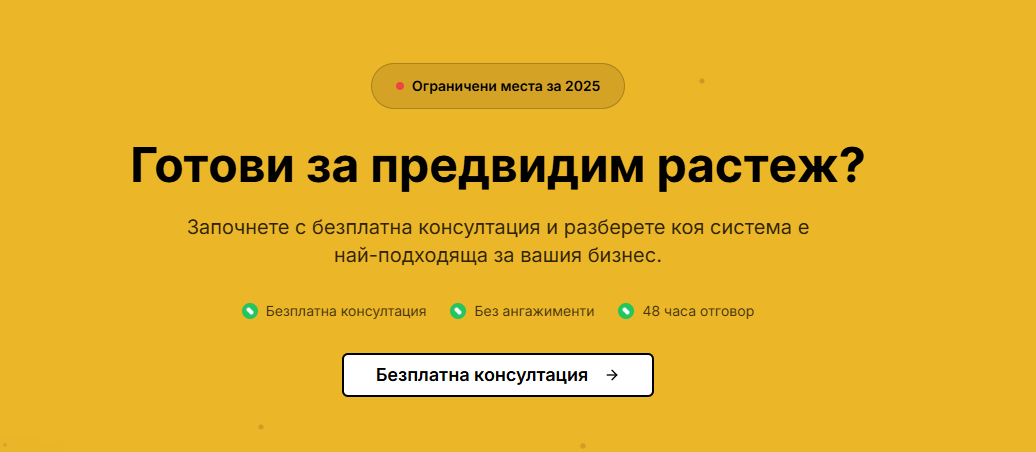 Ограничени места за 2025
Готови за предвидим растеж?
Започнете с безплатна консултация и разберете коя система е
най-подходяща за вашия бизнес.
Безплатна консултация
Без ангажименти
48 часа отговор
Безплатна консултация →